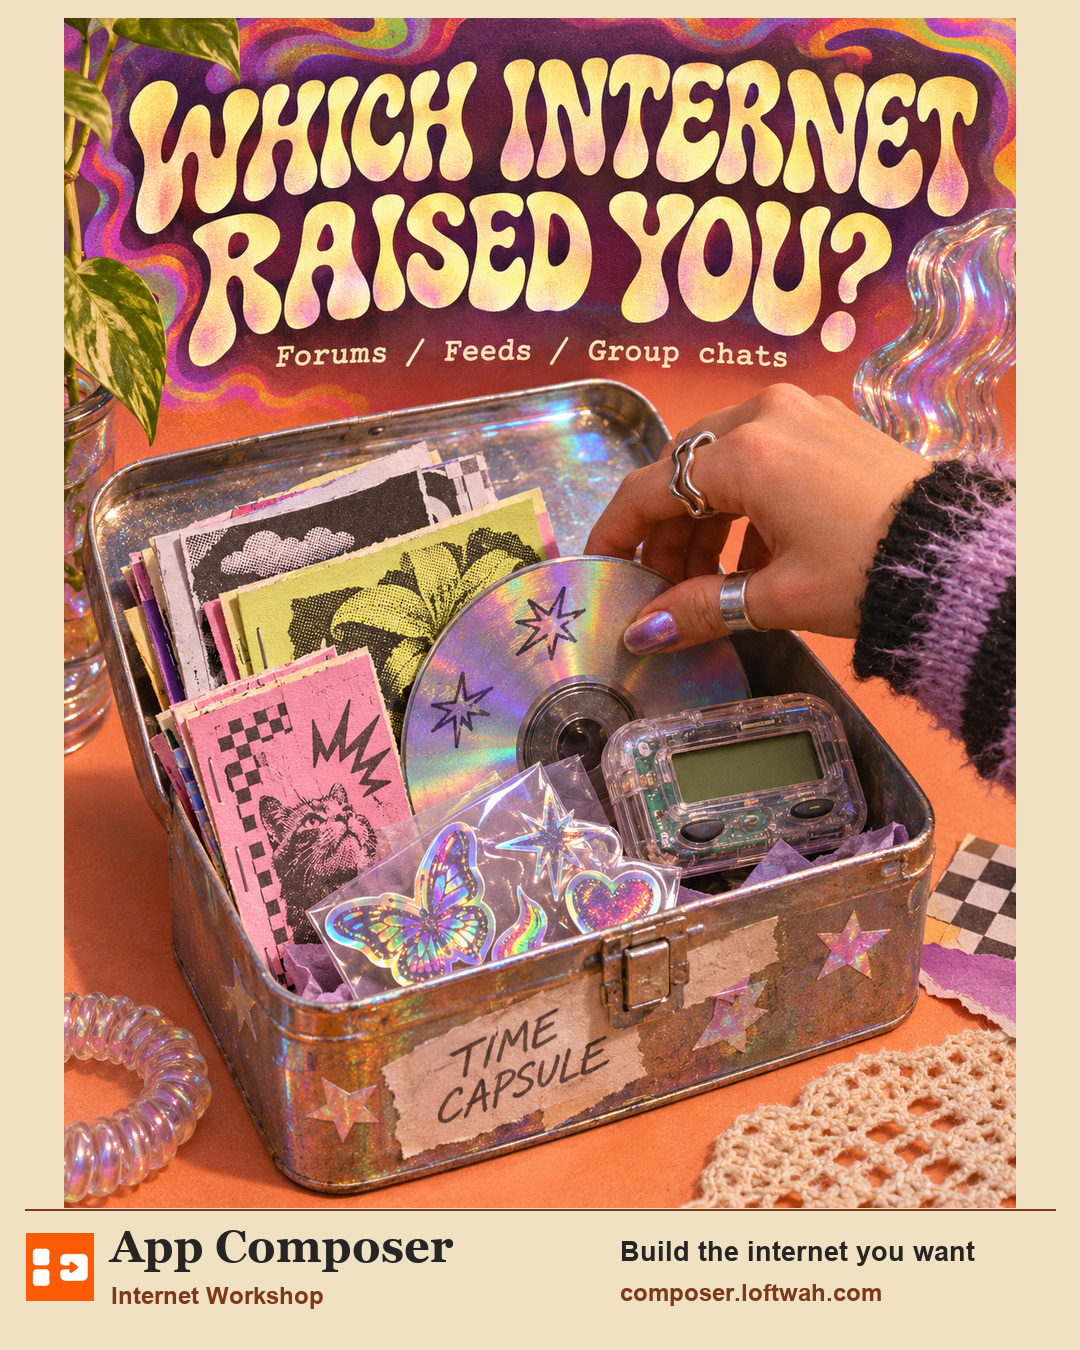 WHICH INTERNET
RAISED YOU?
Forums / Feeds / Group chats
TIME
CAPSULE
App Composer
Internet Workshop
Build the internet you want
composer.loftwah.com